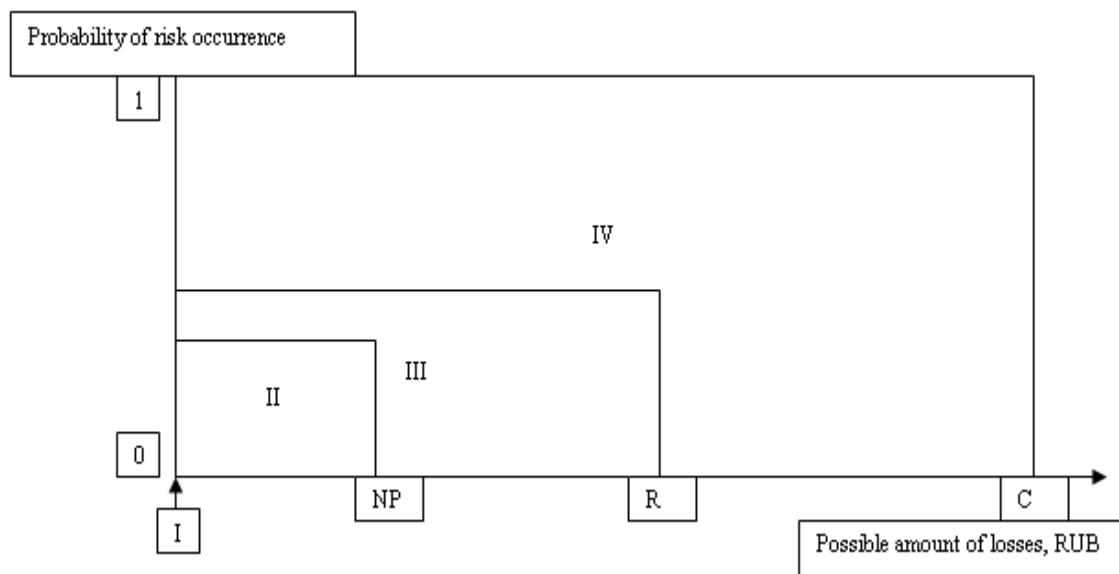 Probability of risk occurrence
1
IV
III
II
0
NP
R
C
I
Possible amount of losses, RUB